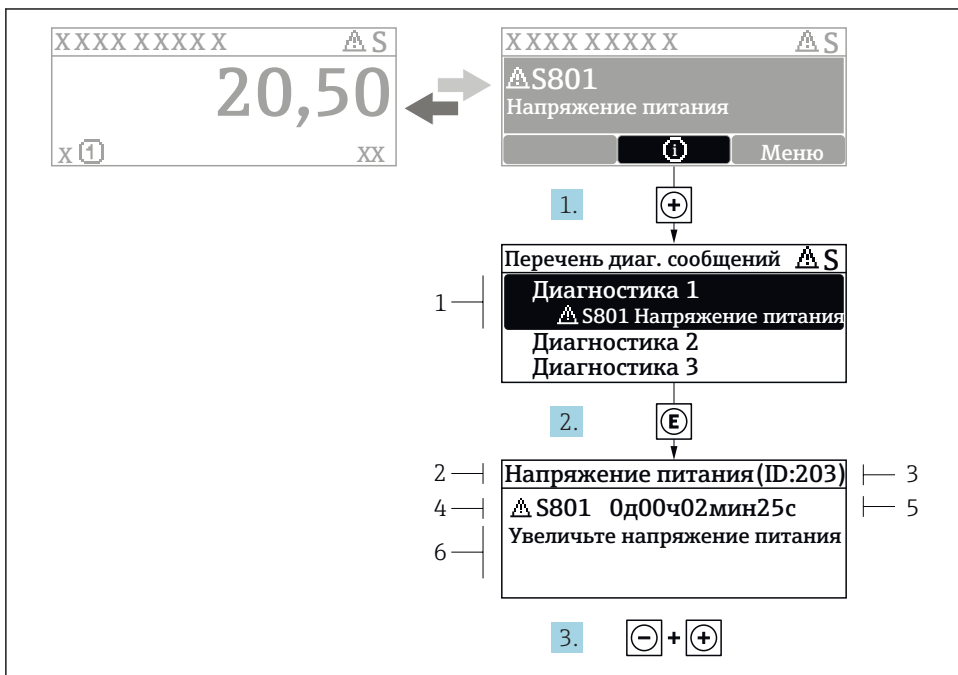 XXXX XXXXX ⚠S
20,50
X ① XX
XXXX XXXXX ⚠S
⚠S801
Напряжение питания
ⓘ Меню
1. +
Перечень диаг. сообщений ⚠S
1 Диагностика 1
⚠ S801 Напряжение питания
Диагностика 2
Диагностика 3
2. E
2 Напряжение питания (ID:203) 3
4 ⚠ S801 0д00ч02мин25с 5
6 Увеличьте напряжение питания
3. − + +